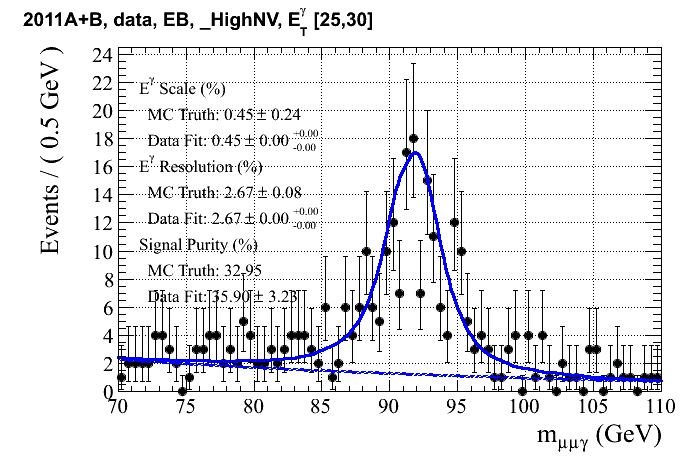 2011A+B, data, EB, _HighNV, E_T^γ [25,30]
Events / ( 0.5 GeV )
24
22
20
18
16
14
12
10
8
6
4
2
0
E^γ Scale (%)
MC Truth: 0.45 ± 0.24
Data Fit: 0.45 ± 0.00 +0.00 -0.00
E^γ Resolution (%)
MC Truth: 2.67 ± 0.08
Data Fit: 2.67 ± 0.00 +0.00 -0.00
Signal Purity (%)
MC Truth: 32.95
Data Fit: 35.90 ± 3.23
70 75 80 85 90 95 100 105 110
m_μμγ (GeV)